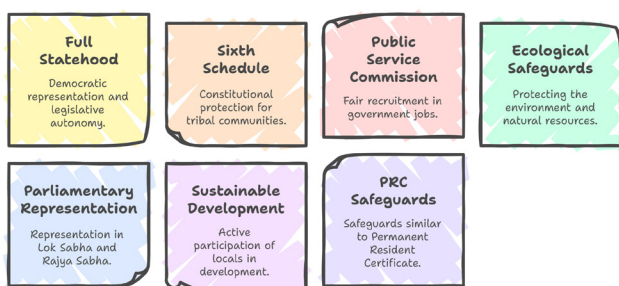 Full
Statehood
Democratic
representation and
legislative
autonomy.
Sixth
Schedule
Constitutional
protection for
tribal communities.
Public
Service
Commission
Fair recruitment in
government jobs.
Ecological
Safeguards
Protecting the
environment and
natural resources.
Parliamentary
Representation
Representation in
Lok Sabha and
Rajya Sabha.
Sustainable
Development
Active
participation of
locals in
development.
PRC
Safeguards
Safeguards similar
to Permanent
Resident
Certificate.